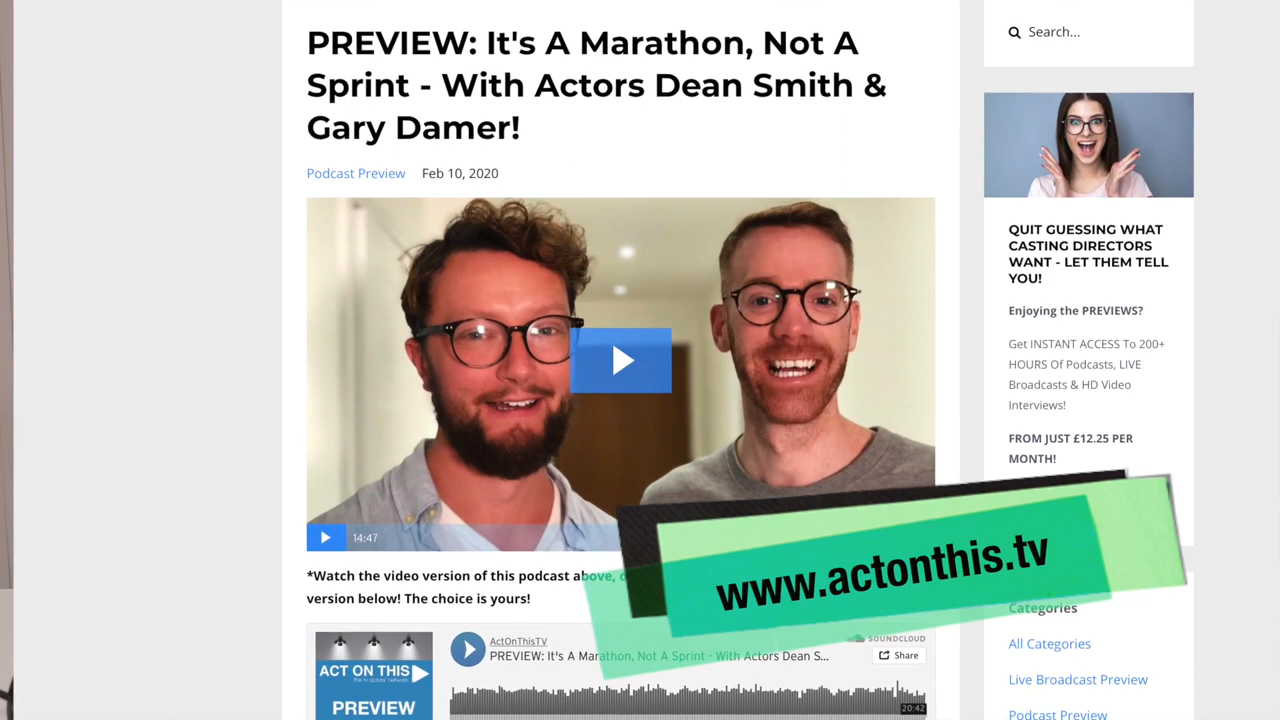 PREVIEW: It's A Marathon, Not A
Sprint - With Actors Dean Smith &
Gary Damer!
Podcast Preview Feb 10, 2020
14:47
*Watch the video version of this podcast above,
version below! The choice is yours!
ActOnThisTV
PREVIEW: It's A Marathon, Not A Sprint - With Actors Dean S...
SOUNDCLOUD
Share
20:42
ACT ON THIS
the tv actors' network
PREVIEW
Search...
QUIT GUESSING WHAT
CASTING DIRECTORS
WANT - LET THEM TELL
YOU!
Enjoying the PREVIEWS?
Get INSTANT ACCESS To 200+
HOURS Of Podcasts, LIVE
Broadcasts & HD Video
Interviews!
FROM JUST £12.25 PER
MONTH!
www.actonthis.tv
Categories
All Categories
Live Broadcast Preview
Podcast Preview